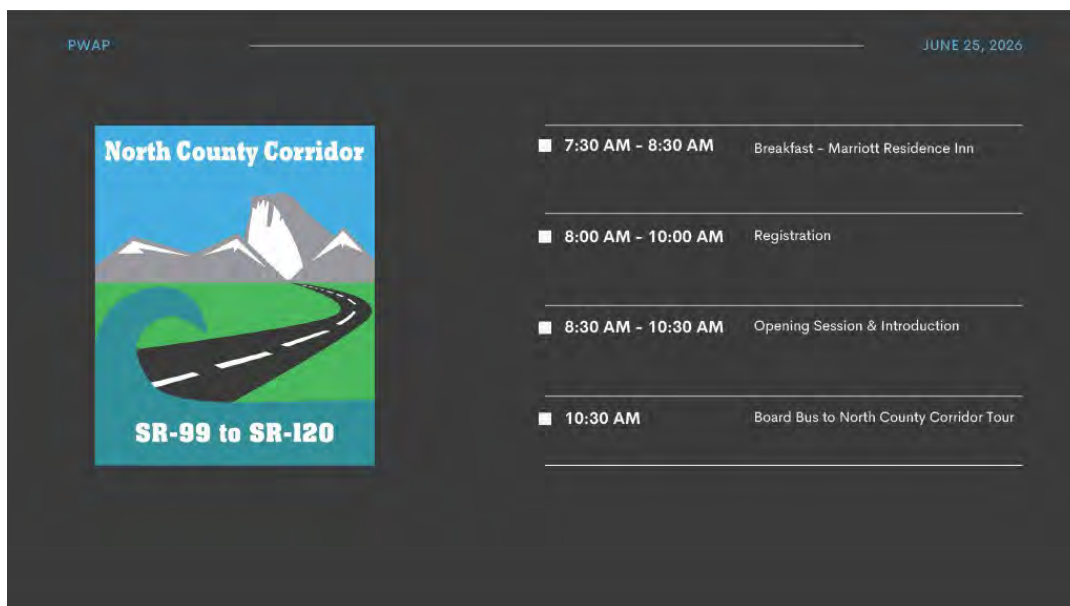 PWAP
JUNE 25, 2026
North County Corridor
SR-99 to SR-120
7:30 AM - 8:30 AM Breakfast - Marriott Residence Inn
8:00 AM - 10:00 AM Registration
8:30 AM - 10:30 AM Opening Session & Introduction
10:30 AM Board Bus to North County Corridor Tour